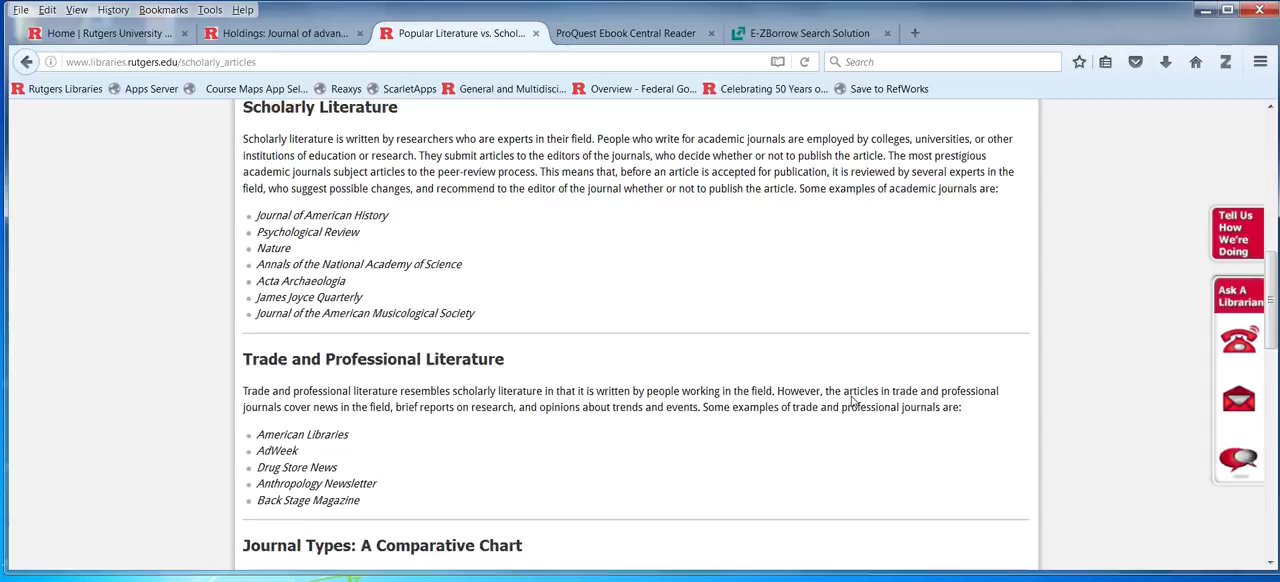 File Edit View History Bookmarks Tools Help
Home | Rutgers University ... × Holdings: Journal of advan... × Popular Literature vs. Schol... × ProQuest Ebook Central Reader × E-ZBorrow Search Solution × +
www.libraries.rutgers.edu/scholarly_articles Search
Rutgers Libraries Apps Server Course Maps App Sel... Reaxys ScarletApps General and Multidisci... Overview - Federal Go... Celebrating 50 Years o... Save to RefWorks
Scholarly Literature
Scholarly literature is written by researchers who are experts in their field. People who write for academic journals are employed by colleges, universities, or other
institutions of education or research. They submit articles to the editors of the journals, who decide whether or not to publish the article. The most prestigious
academic journals subject articles to the peer-review process. This means that, before an article is accepted for publication, it is reviewed by several experts in the
field, who suggest possible changes, and recommend to the editor of the journal whether or not to publish the article. Some examples of academic journals are:
Journal of American History
Psychological Review
Nature
Annals of the National Academy of Science
Acta Archaeologia
James Joyce Quarterly
Journal of the American Musicological Society
Trade and Professional Literature
Trade and professional literature resembles scholarly literature in that it is written by people working in the field. However, the articles in trade and professional
journals cover news in the field, brief reports on research, and opinions about trends and events. Some examples of trade and professional journals are:
American Libraries
AdWeek
Drug Store News
Anthropology Newsletter
Back Stage Magazine
Journal Types: A Comparative Chart
Tell Us
How
We're
Doing
Ask A
Librarian